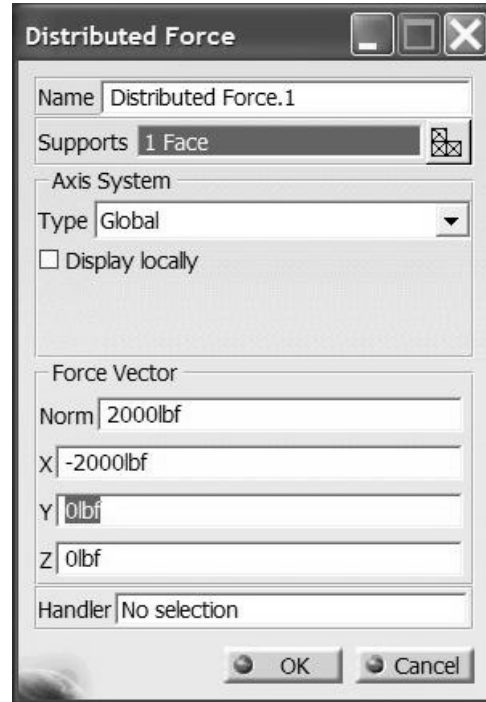 Distributed Force
Name Distributed Force.1
Supports 1 Face
Axis System
Type Global
Display locally
Force Vector
Norm 2000lbf
X -2000lbf
Y 0lbf
Z 0lbf
Handler No selection
OK Cancel